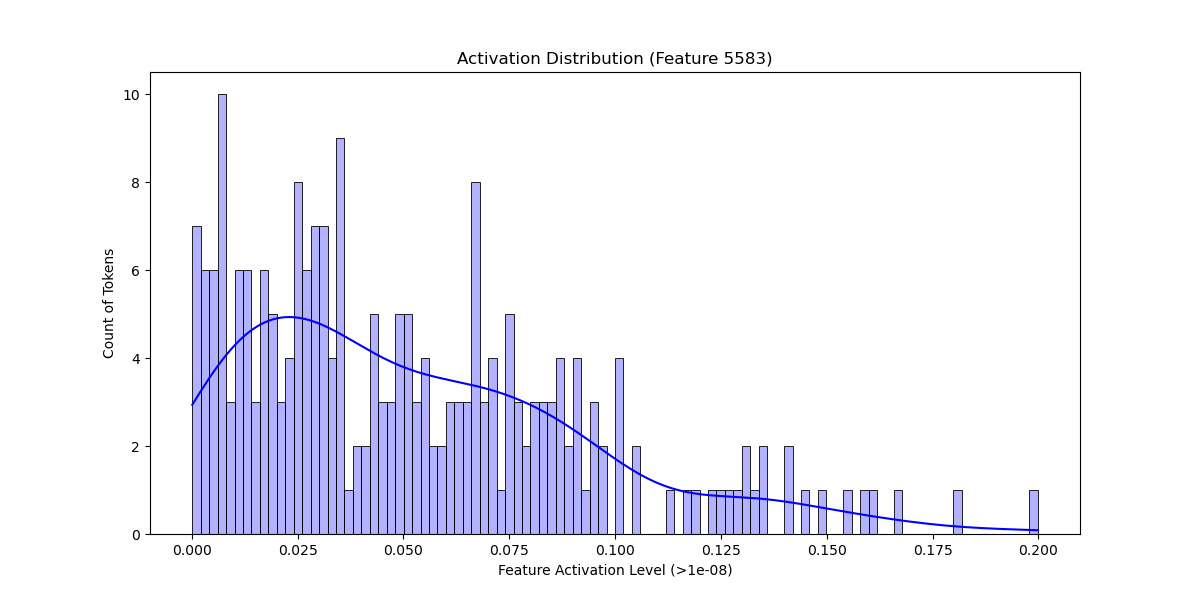 Activation Distribution (Feature 5583)
Count of Tokens
10
8
6
4
2
0
0.000 0.025 0.050 0.075 0.100 0.125 0.150 0.175 0.200
Feature Activation Level (>1e-08)